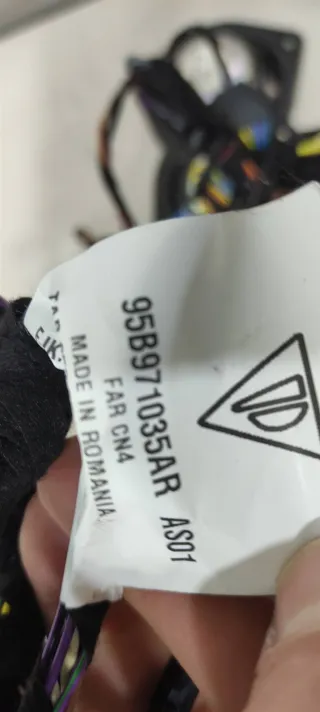 95B971035AR AS01
FAR CN4
MADE IN ROMANIA